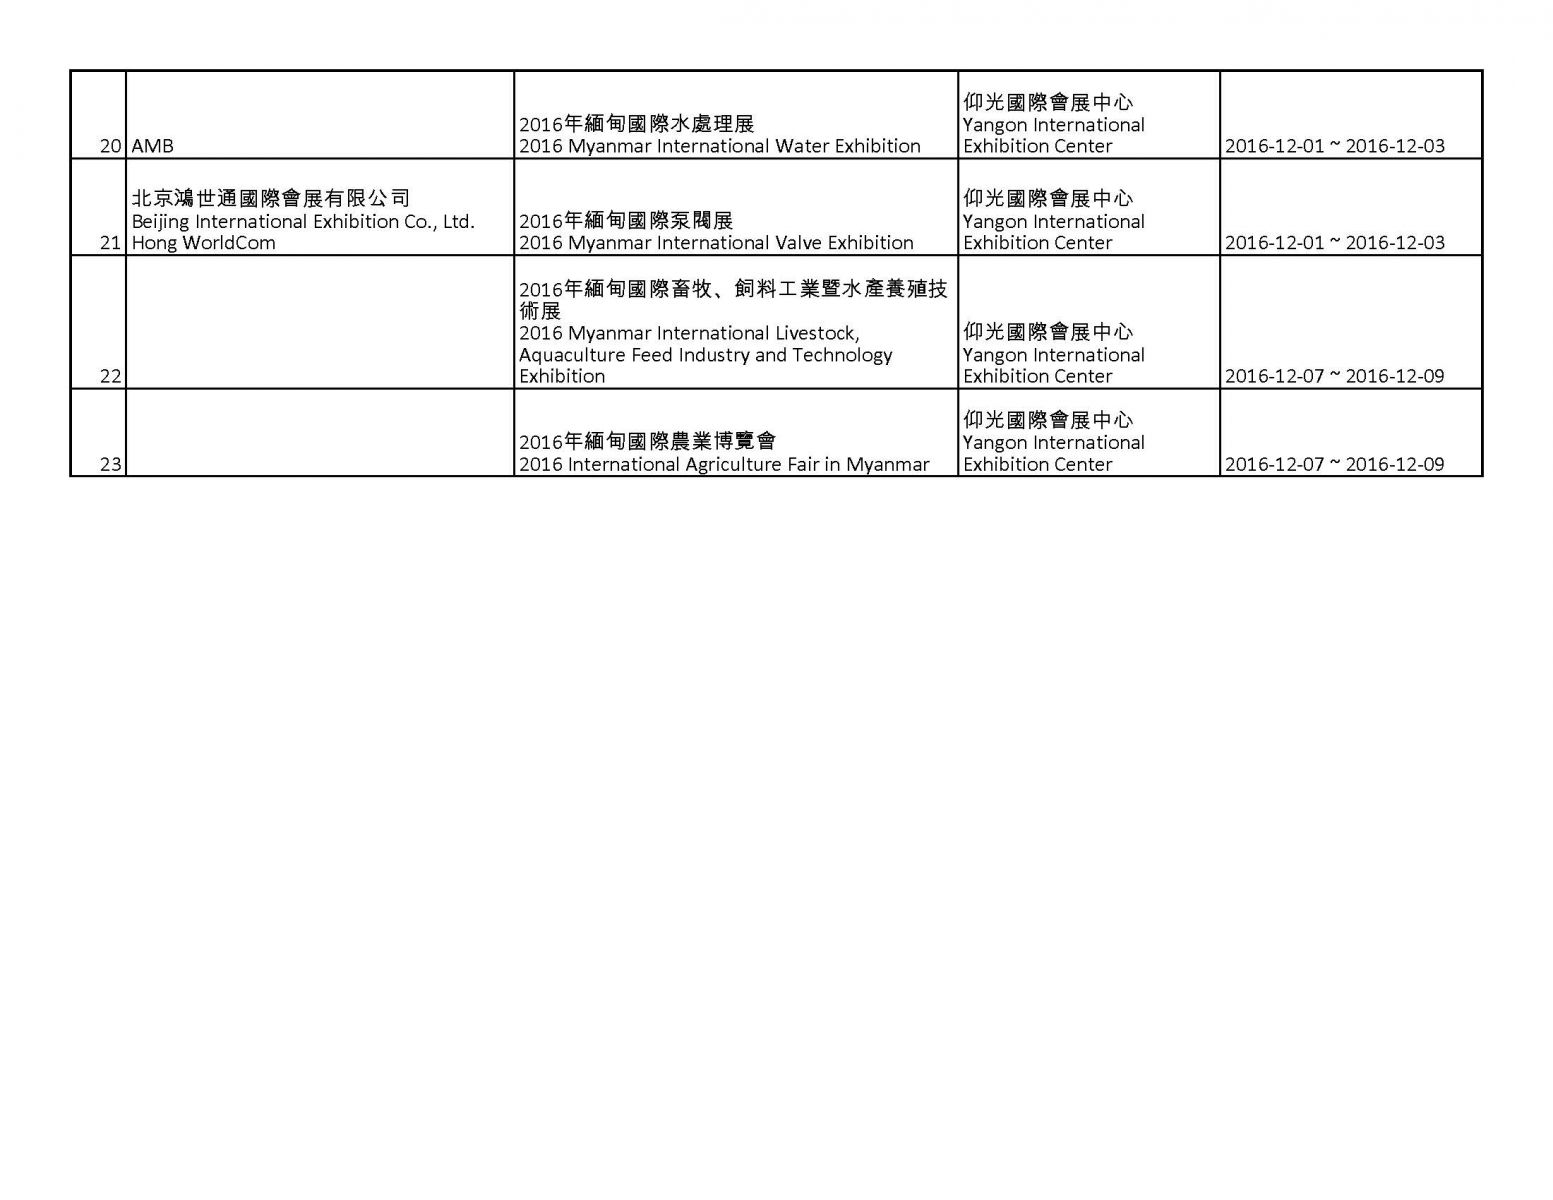 20
AMB
2016年緬甸國際水處理展
2016 Myanmar International Water Exhibition
仰光國際會展中心
Yangon International
Exhibition Center
2016-12-01 ~ 2016-12-03
21
北京鴻世通國際會展有限公司
Beijing International Exhibition Co., Ltd.
Hong WorldCom
2016年緬甸國際泵閥展
2016 Myanmar International Valve Exhibition
仰光國際會展中心
Yangon International
Exhibition Center
2016-12-01 ~ 2016-12-03
22
2016年緬甸國際畜牧、飼料工業暨水產養殖技
術展
2016 Myanmar International Livestock,
Aquaculture Feed Industry and Technology
Exhibition
仰光國際會展中心
Yangon International
Exhibition Center
2016-12-07 ~ 2016-12-09
23
2016年緬甸國際農業博覽會
2016 International Agriculture Fair in Myanmar
仰光國際會展中心
Yangon International
Exhibition Center
2016-12-07 ~ 2016-12-09